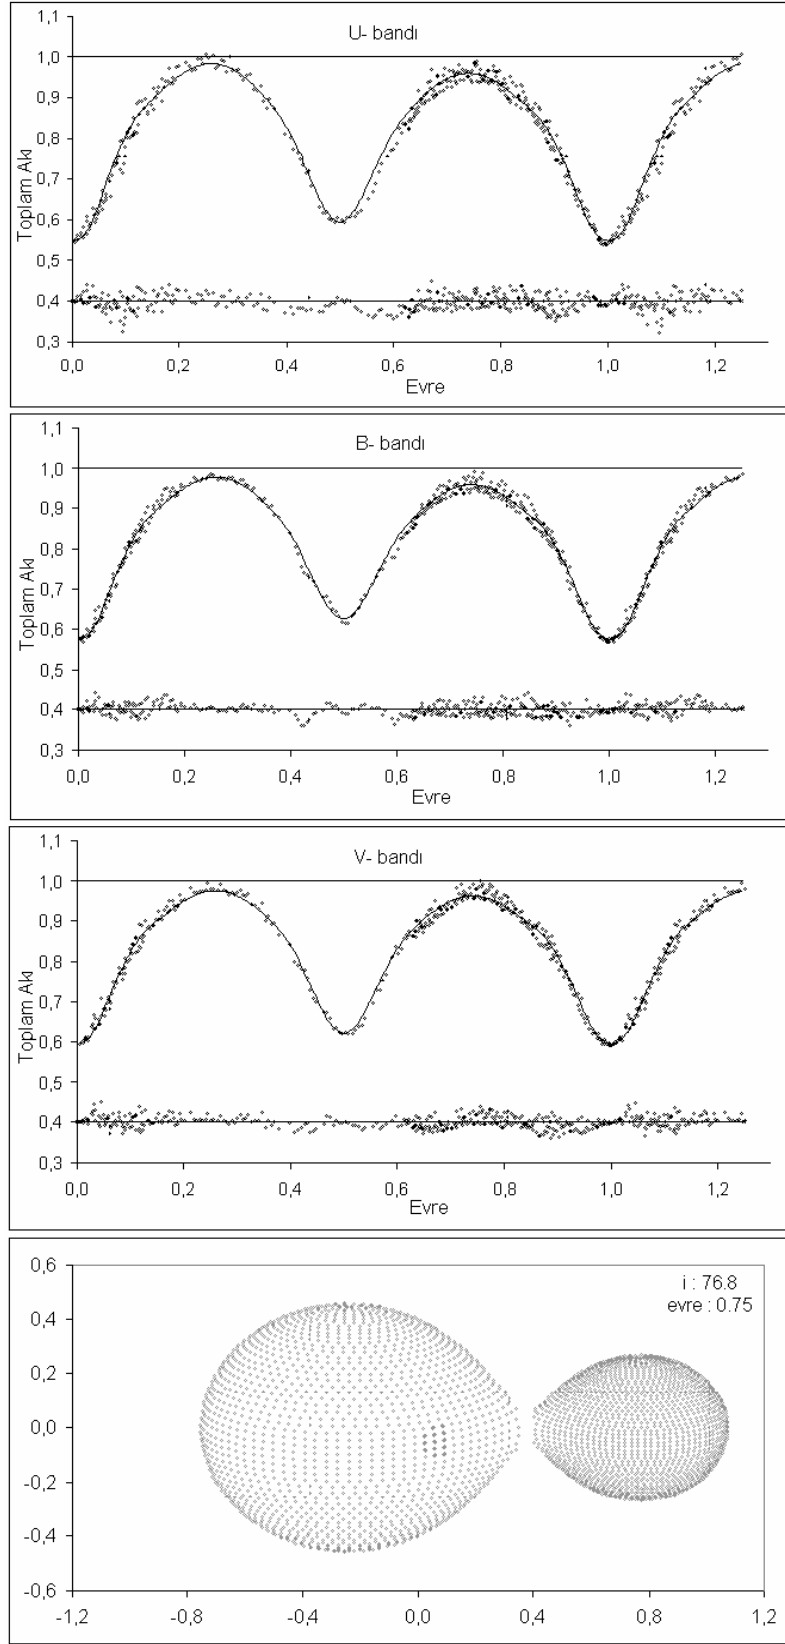 U- bandı
1,1
1,0
0,9
0,8
0,7
0,6
0,5
0,4
0,3
Toplam Akı
0,0 0,2 0,4 0,6 0,8 1,0 1,2
Evre
B- bandı
1,1
1,0
0,9
0,8
0,7
0,6
0,5
0,4
0,3
Toplam Akı
0,0 0,2 0,4 0,6 0,8 1,0 1,2
Evre
V- bandı
1,1
1,0
0,9
0,8
0,7
0,6
0,5
0,4
0,3
Toplam Akı
0,0 0,2 0,4 0,6 0,8 1,0 1,2
Evre
i : 76.8
evre : 0.75
0,6
0,4
0,2
0,0
-0,2
-0,4
-0,6
-1,2 -0,8 -0,4 0,0 0,4 0,8 1,2